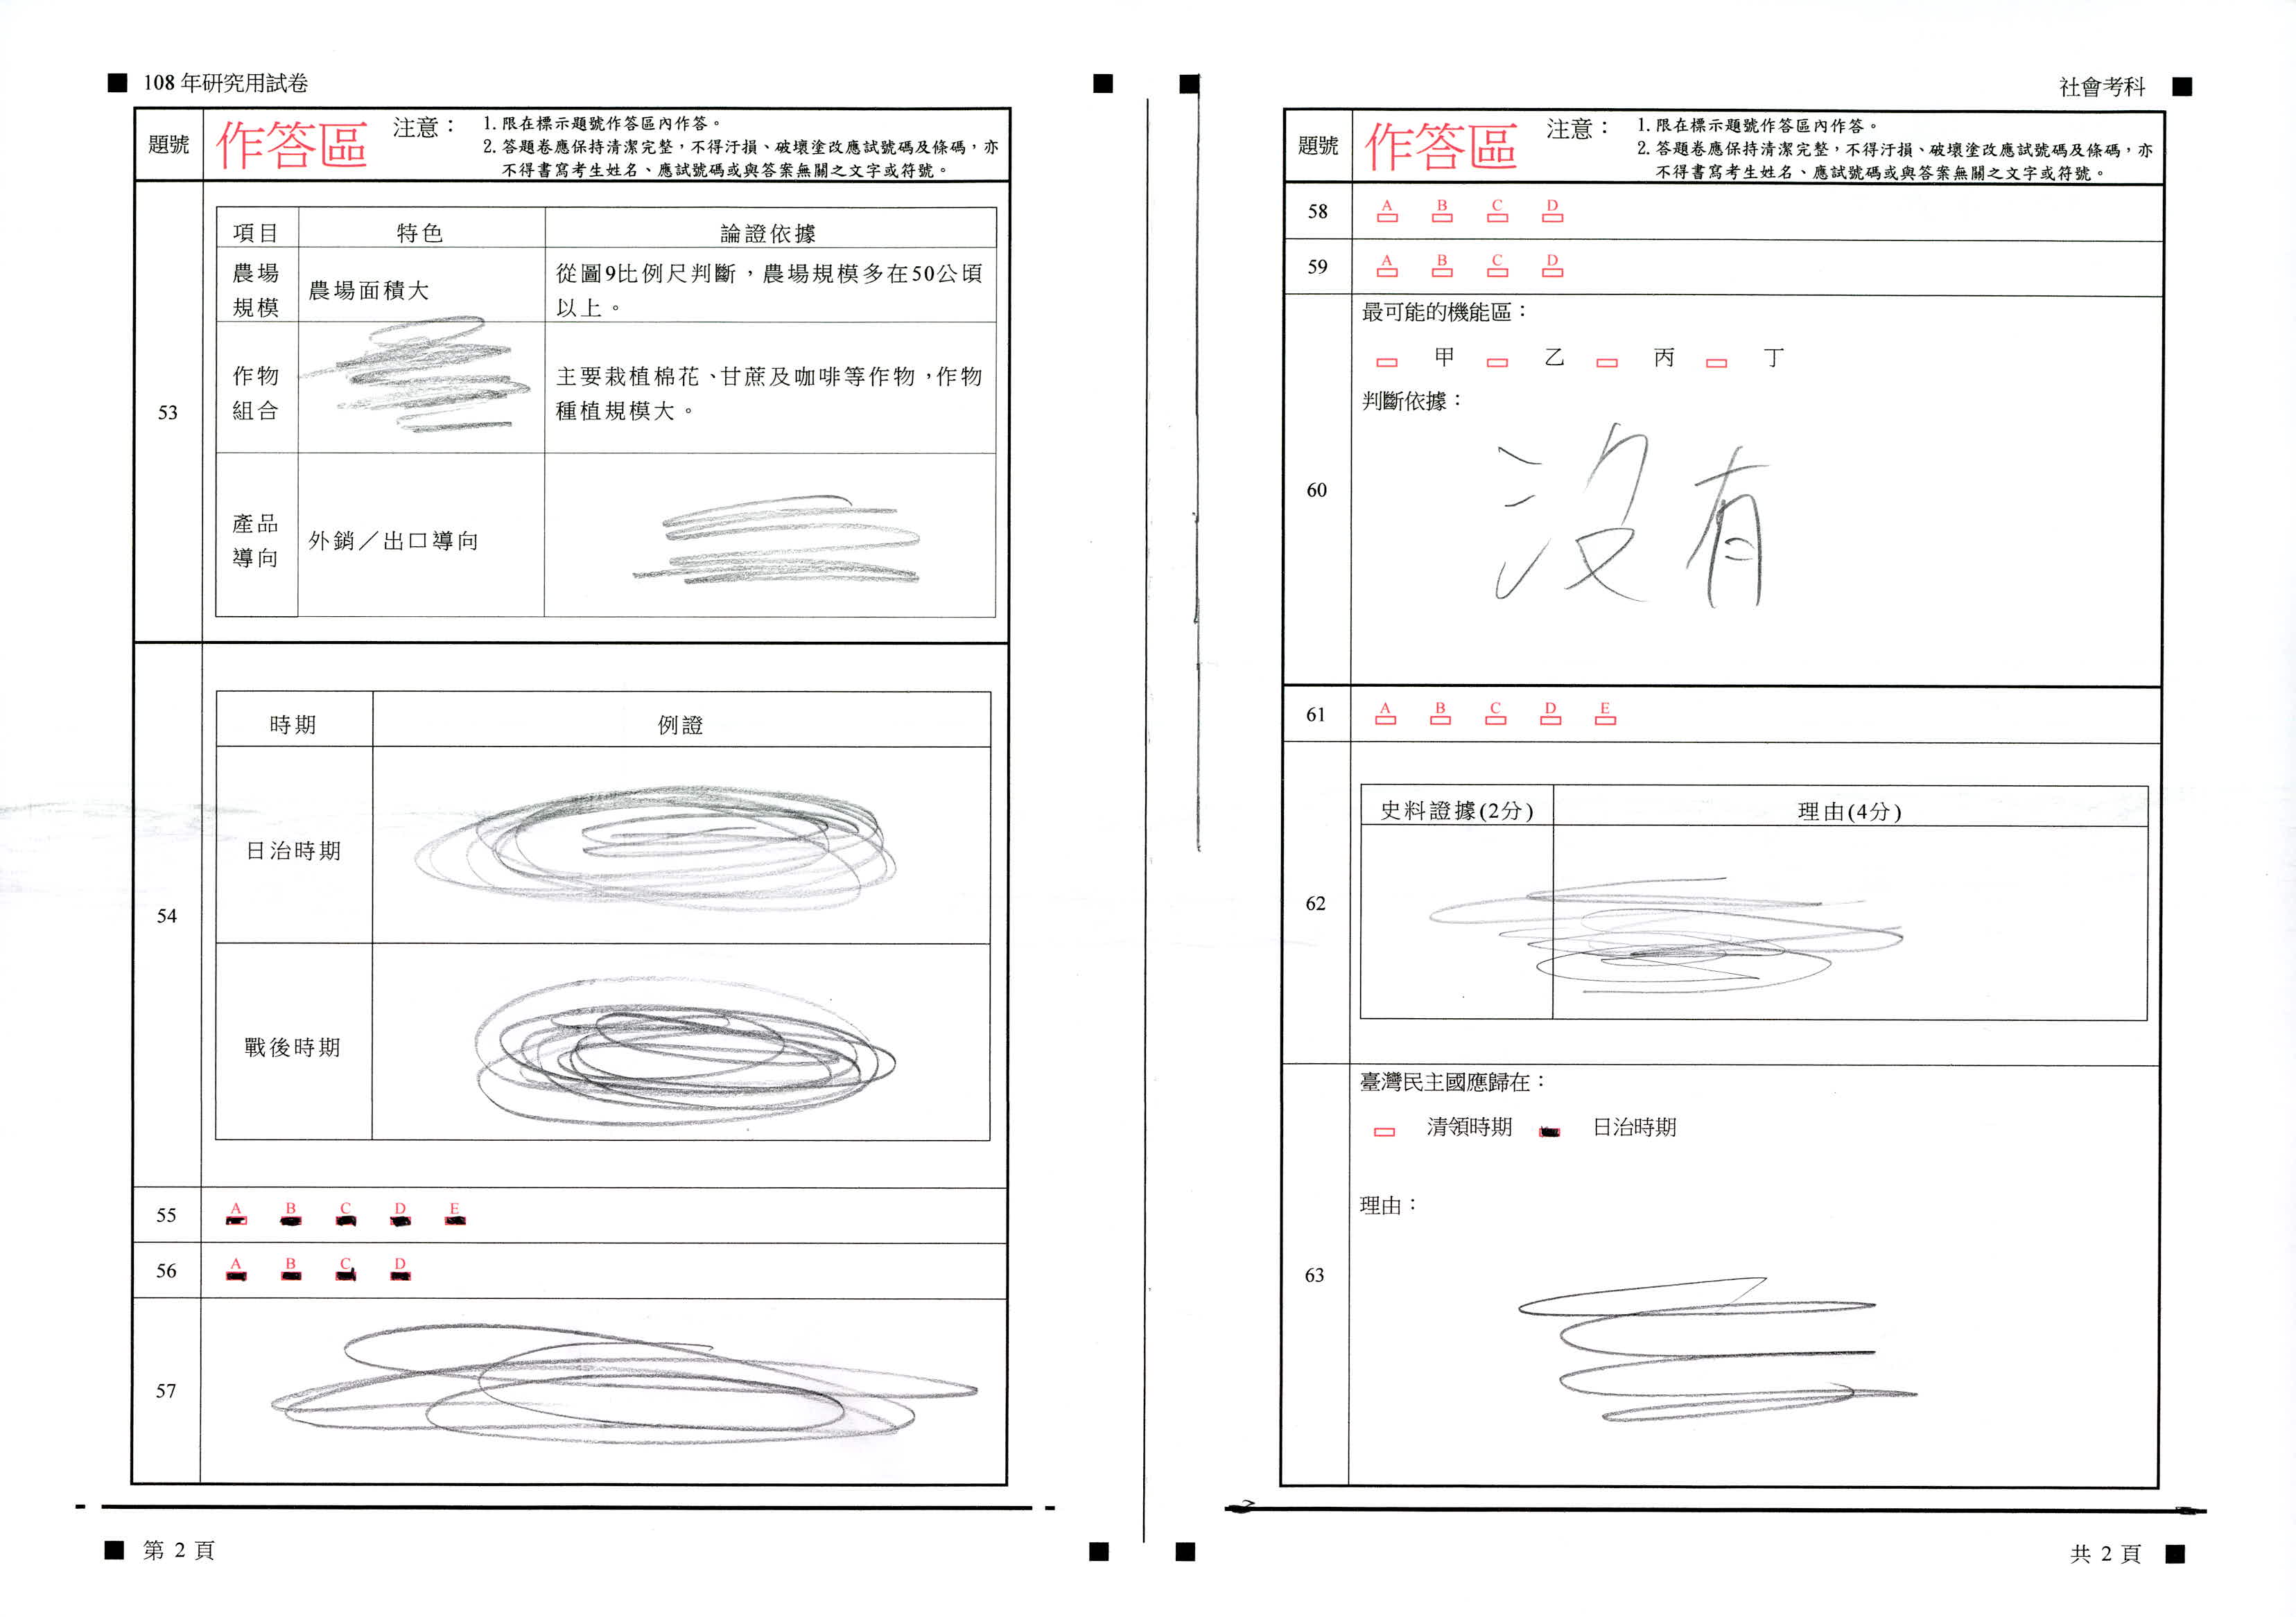 108 年研究用試卷
題號
作答區
注意：
1. 限在標示題號作答區內作答。
2. 答題卷應保持清潔完整，不得汙損、破壞塗改應試號碼及條碼，亦
不得書寫考生姓名、應試號碼或與答案無關之文字或符號。
53
項目 特色 論證依據
農場
規模
農場面積大
從圖9比例尺判斷，農場規模多在50公頃
以上。
作物
組合
主要栽植棉花、甘蔗及咖啡等作物，作物
種植規模大。
產品
導向
外銷／出口導向
54
時期 例證
日治時期
戰後時期
55 A B C D E
56 A B C D
57
第 2 頁
社會考科
題號
作答區
注意：
1. 限在標示題號作答區內作答。
2. 答題卷應保持清潔完整，不得汙損、破壞塗改應試號碼及條碼，亦
不得書寫考生姓名、應試號碼或與答案無關之文字或符號。
58 A B C D
59 A B C D
60
最可能的機能區：
甲 乙 丙 丁
判斷依據：
沒有
61 A B C D E
62
史料證據(2分) 理由(4分)
63
臺灣民主國應歸在：
清領時期 日治時期
理由：
共 2 頁